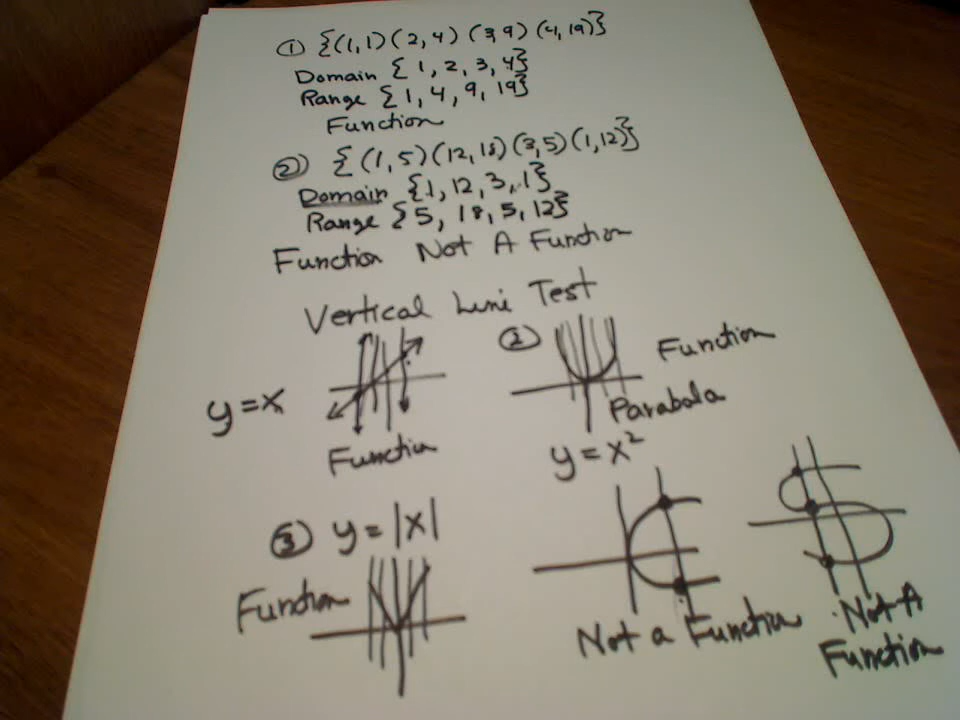 ① {(1,1)(2,4)(3,9)(4,19)}
Domain {1,2,3,4}
Range {1,4,9,19}
Function
② {(1,5)(12,18)(3,5)(1,12)}
Domain {1,12,3,1}
Range {5,18,5,12}
Function Not A Function
Vertical Line Test
y=x
Function
② Function
Parabola
y=x²
③ y=|x|
Function
Not a Function
Not A
Function